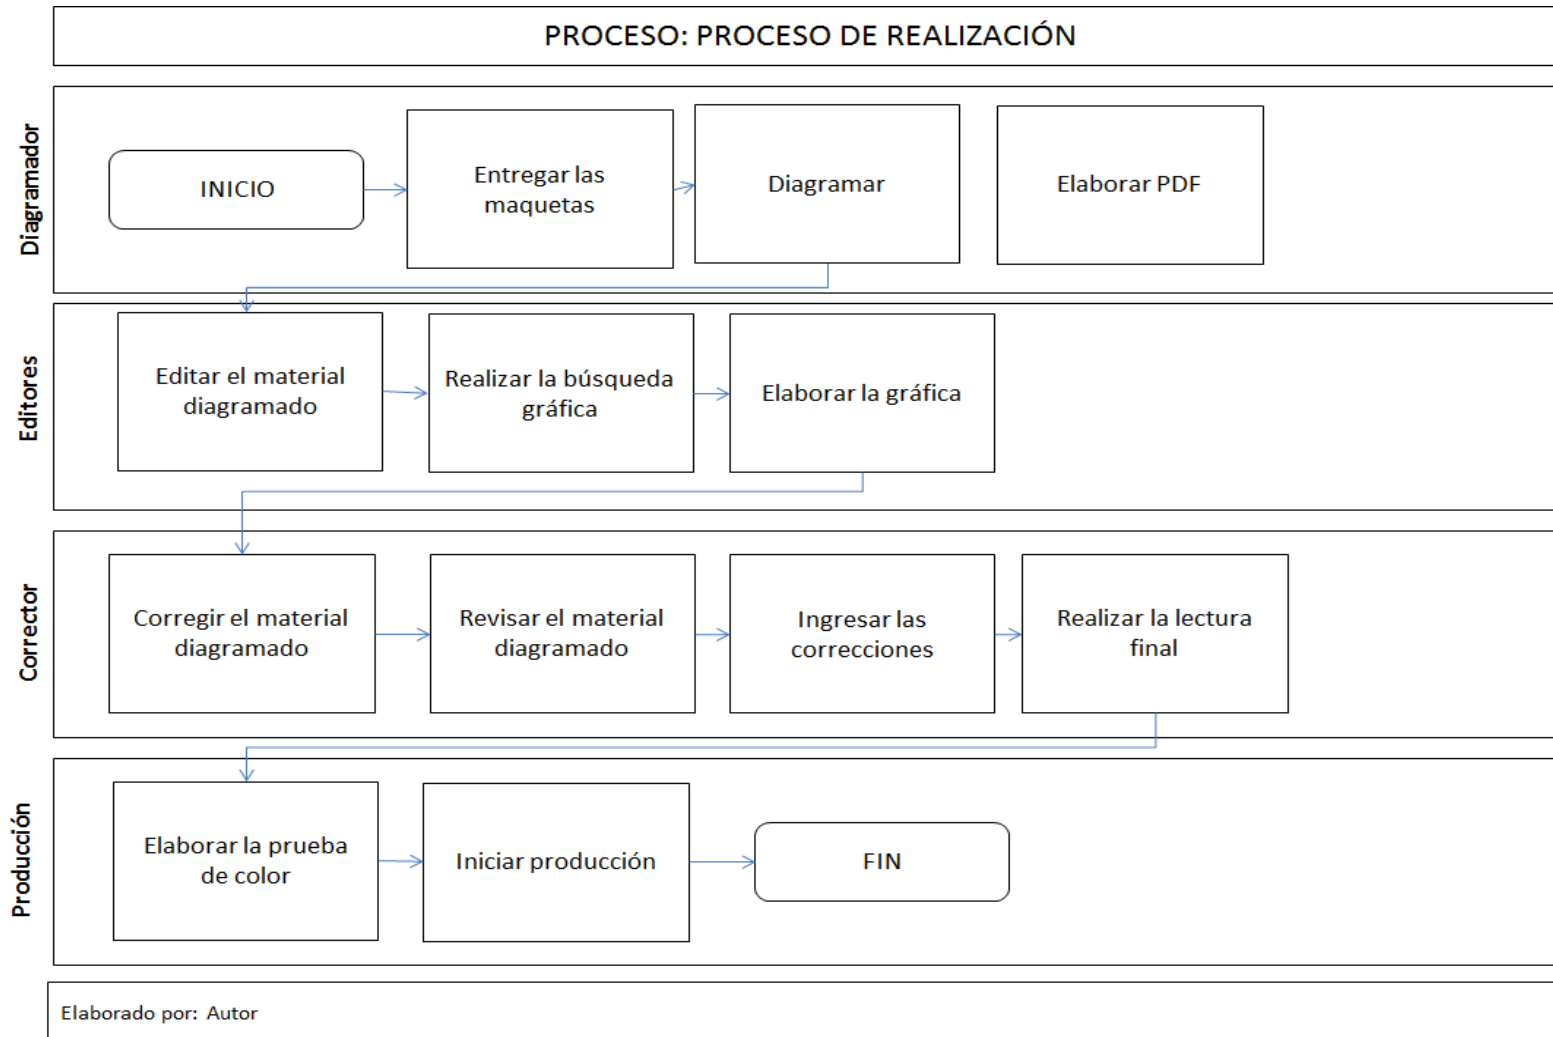 PROCESO: PROCESO DE REALIZACIÓN
Diagramador
INICIO
Entregar las
maquetas
Diagramar
Elaborar PDF
Editores
Editar el material
diagramado
Realizar la búsqueda
gráfica
Elaborar la gráfica
Corrector
Corregir el material
diagramado
Revisar el material
diagramado
Ingresar las
correcciones
Realizar la lectura
final
Producción
Elaborar la prueba
de color
Iniciar producción
FIN
Elaborado por: Autor